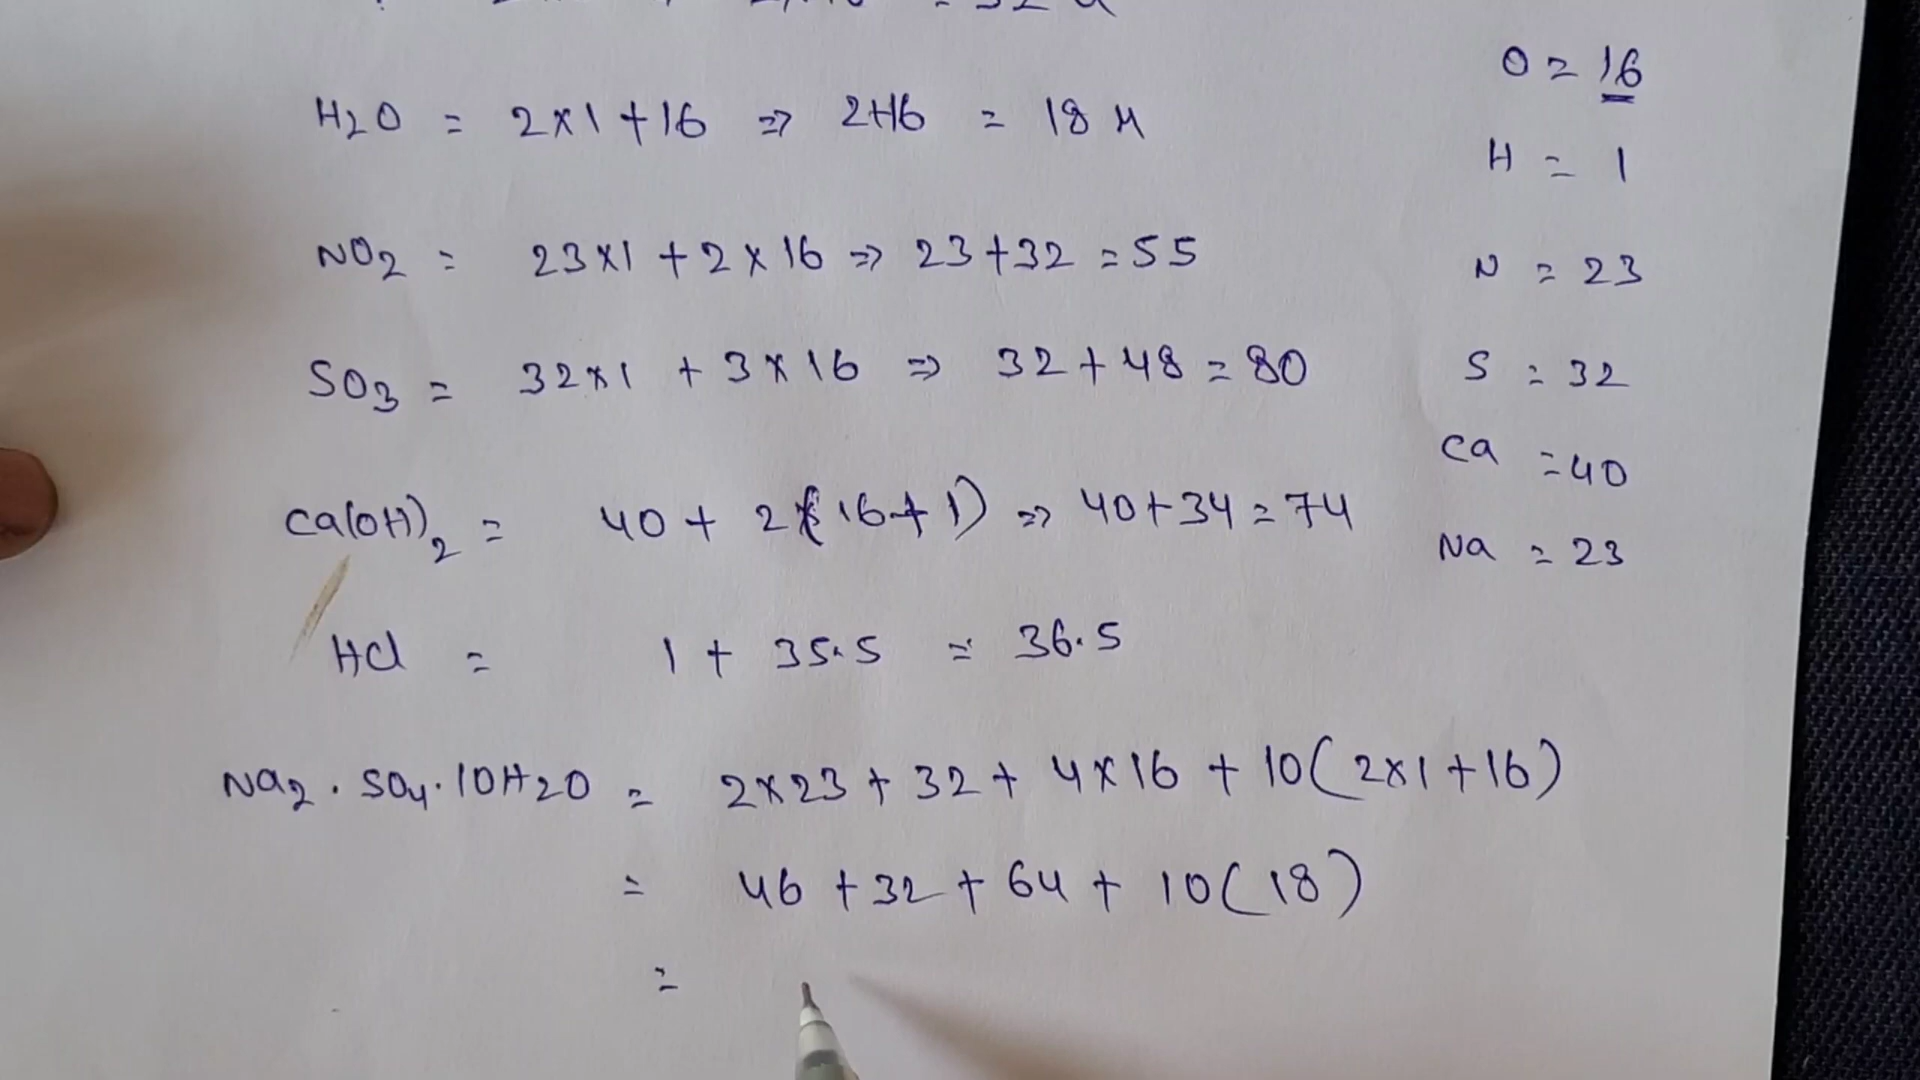 O = 16
H2O = 2×1+16 ⇒ 2+16 = 18 u
H = 1
NO2 = 23×1 + 2×16 ⇒ 23+32 = 55
N = 23
SO3 = 32×1 + 3×16 ⇒ 32+48 = 80
S = 32
Ca = 40
Ca(OH)2 = 40 + 2(16+1) ⇒ 40+34 = 74
Na = 23
HCl = 1 + 35.5 = 36.5
Na2.SO4.10H2O = 2×23 + 32 + 4×16 + 10(2×1+16)
= 46 + 32 + 64 + 10(18)
=